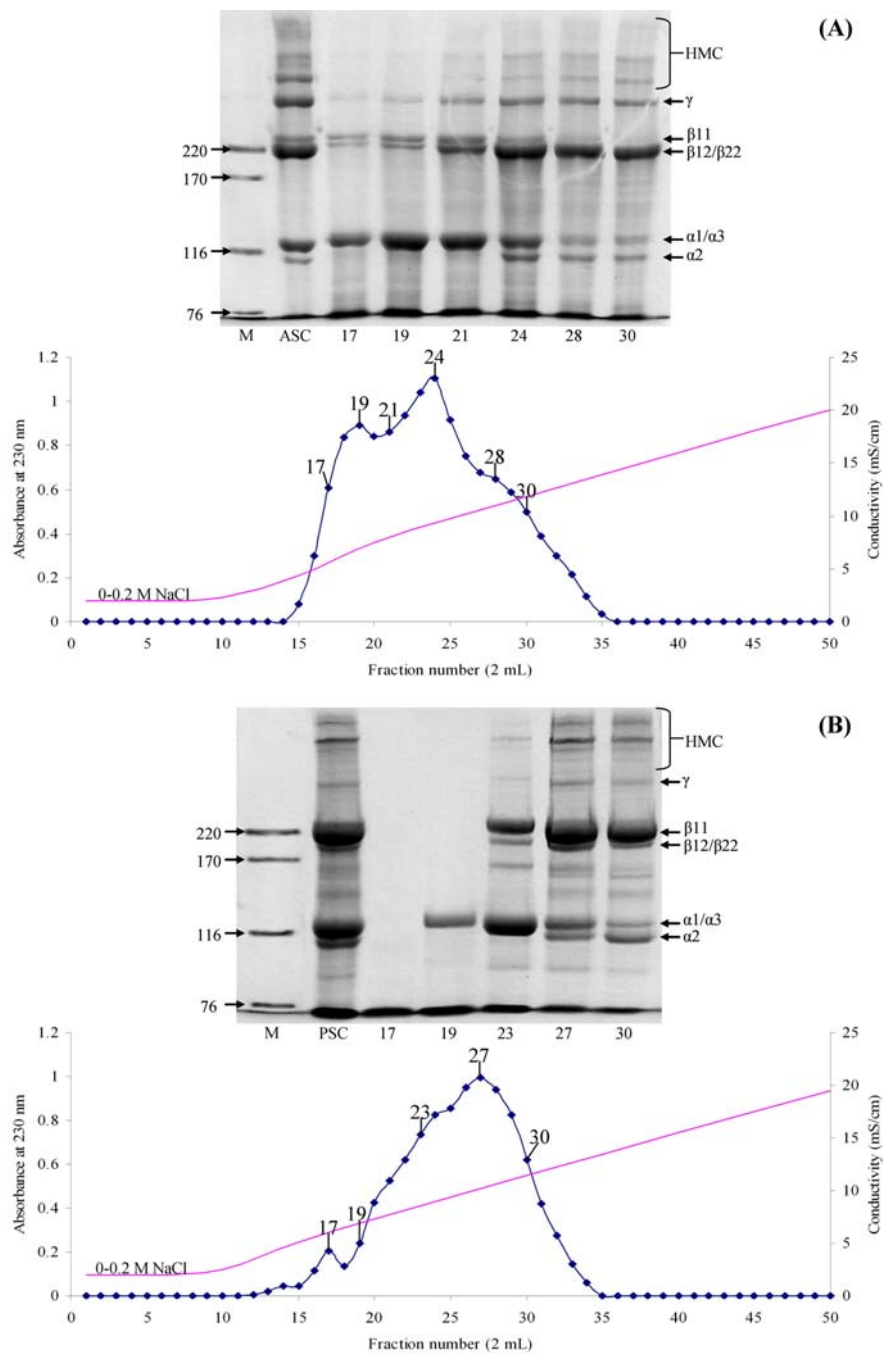 (A)
HMC
γ
β11
220 β12/β22
170
α1/α3
116
α2
76
M ASC 17 19 21 24 28 30
1.2 25
24
1 20
19
21
0.8
17 28 15
0.6
30
0.4 10
0.2 5
0-0.2 M NaCl
0 0
0 5 10 15 20 25 30 35 40 45 50
Absorbance at 230 nm
Conductivity (mS/cm)
Fraction number (2 mL)
(B)
HMC
γ
220 β11
β12/β22
170
α1/α3
116
α2
76
M PSC 17 19 23 27 30
1.2 25
27
1 20
23
0.8
30 15
0.6
0.4 10
17 19
0.2 5
0-0.2 M NaCl
0 0
0 5 10 15 20 25 30 35 40 45 50
Absorbance at 230 nm
Conductivity (mS/cm)
Fraction number (2 mL)